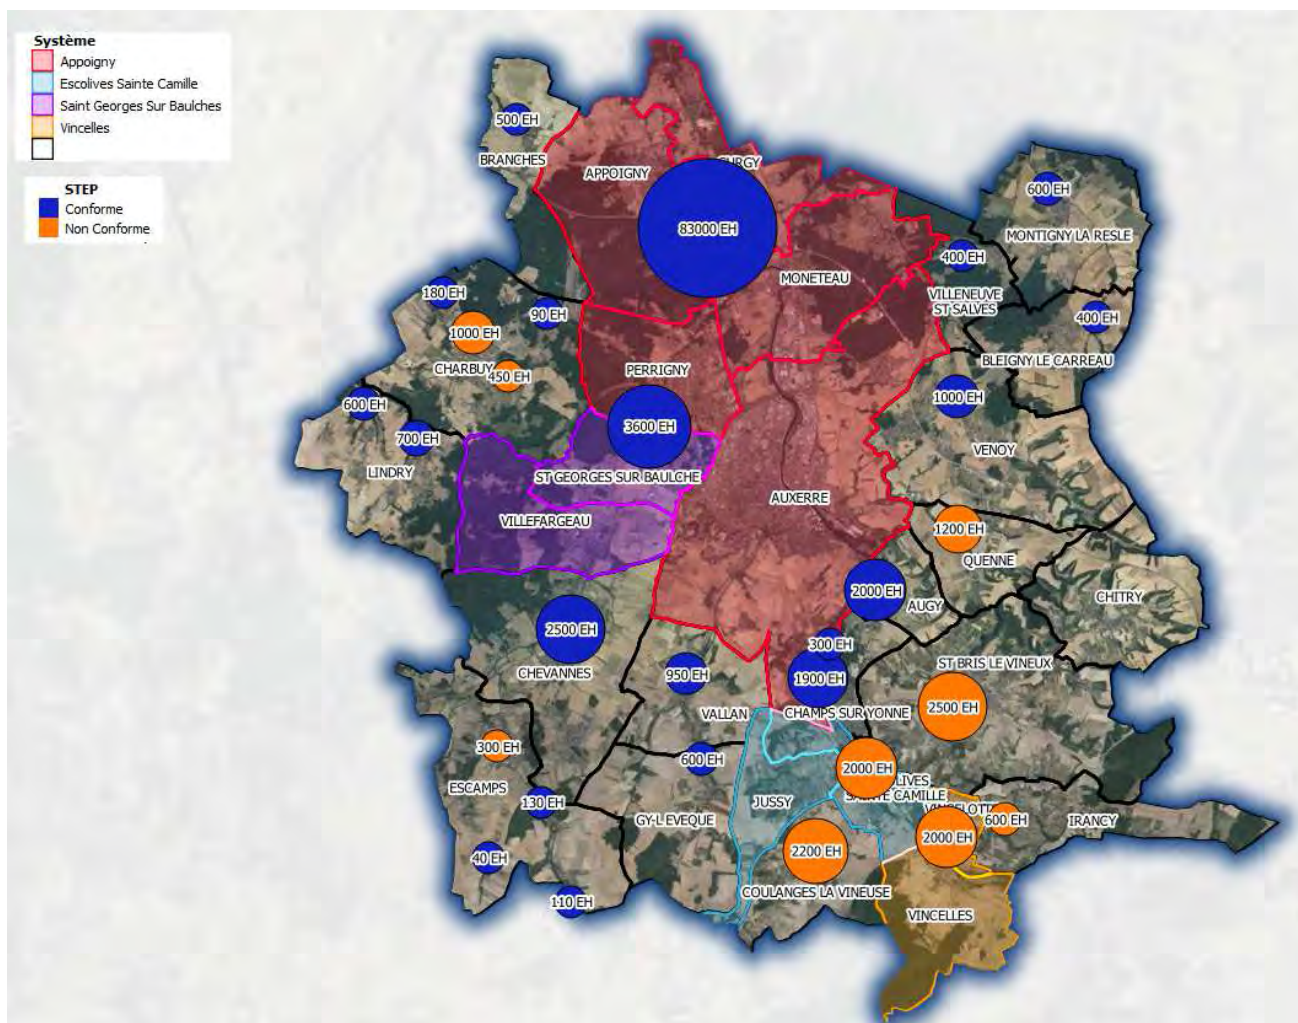 Système
Appoigny
Escolives Sainte Camille
Saint Georges Sur Baulches
Vincelles
STEP
Conforme
Non Conforme
500 EH
BRANCHES
APPOIGNY
GURGY
83000 EH
600 EH
MONTIGNY LA RESLE
400 EH
MONETEAU
VILLENEUVE
ST SALVES
180 EH
90 EH
400 EH
1000 EH
CHARBUY
450 EH
PERRIGNY
BLEIGNY LE CARREAU
600 EH
1000 EH
700 EH
3600 EH
LINDRY
VENOY
ST GEORGES SUR BAULCHE
AUXERRE
VILLEFARGEAU
1200 EH
QUENNE
2000 EH
AUGY
CHITRY
2500 EH
300 EH
CHEVANNES
950 EH
1900 EH
ST BRIS LE VINEUX
VALLAN
CHAMPS SUR YONNE
2500 EH
300 EH
600 EH
2000 EH
LIVES
SAINTE CAMILLE
ESCAMPS
130 EH
JUSSY
GY-L EVEQUE
VINCELOTT
600 EH
IRANCY
2000 EH
2200 EH
40 EH
COULANGES LA VINEUSE
110 EH
VINCELLES